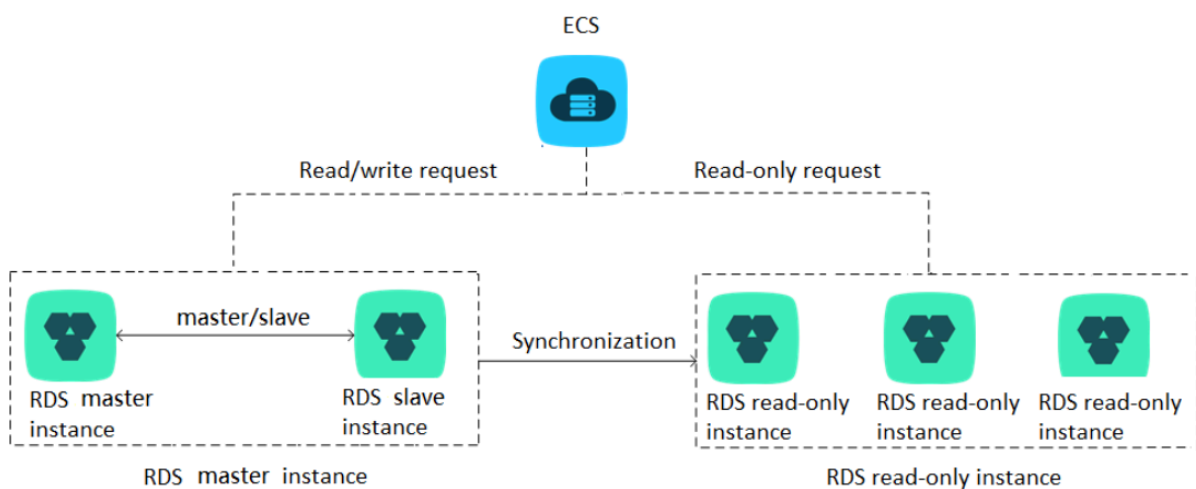 ECS
Read/write request
Read-only request
master/slave
Synchronization
RDS master
instance
RDS slave
instance
RDS read-only
instance
RDS read-only
instance
RDS read-only
instance
RDS master instance
RDS read-only instance